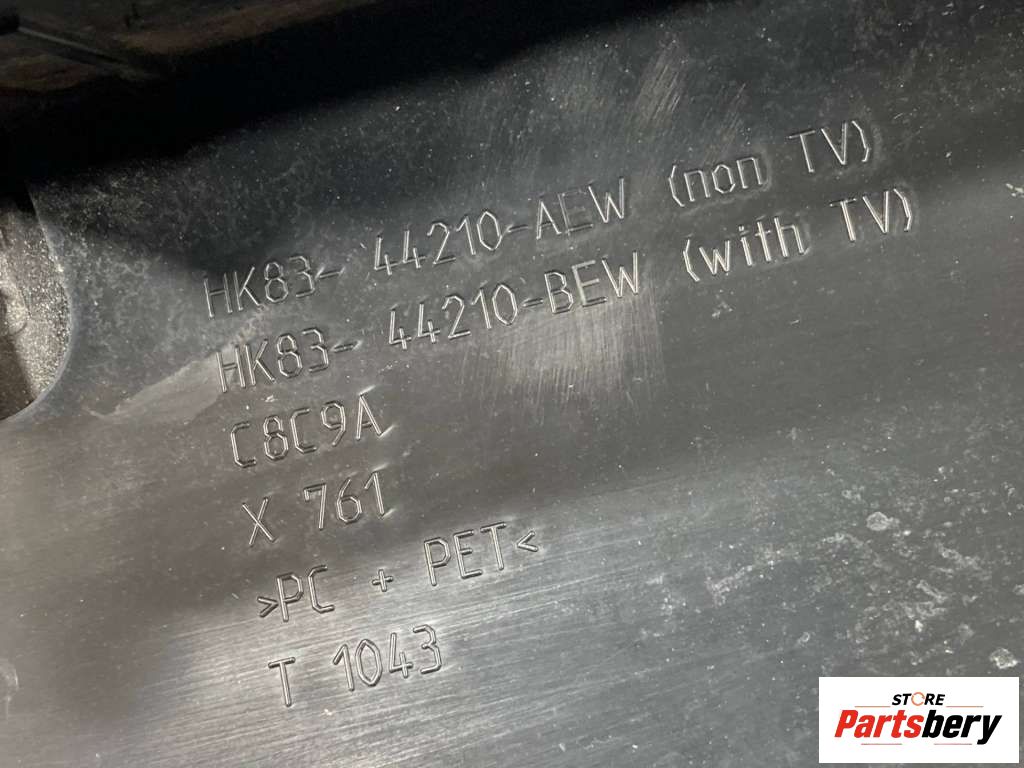 HK83- 44210-AEW (non TV)
HK83- 44210-BEW (with TV)
C8C9A
X 761
>PC + PET<
T 1043
STORE
Partsbery